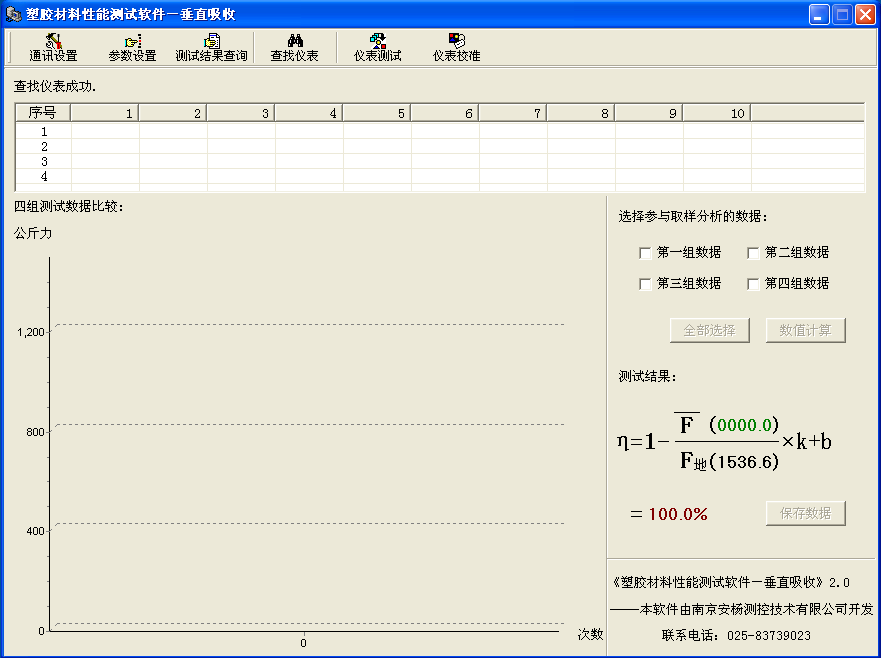 塑胶材料性能测试软件—垂直吸收
通讯设置 参数设置 测试结果查询 查找仪表 仪表测试 仪表校准
查找仪表成功.
序号 1 2 3 4 5 6 7 8 9 10
1
2
3
4
四组测试数据比较:
公斤力
1,200
800
400
0
0
次数
选择参与取样分析的数据:
第一组数据 第二组数据
第三组数据 第四组数据
全部选择 数值计算
测试结果:
F (0000.0)
η=1- ×k+b
F地(1536.6)
= 100.0% 保存数据
《塑胶材料性能测试软件—垂直吸收》2.0
——本软件由南京安杨测控技术有限公司开发
联系电话: 025-83739023